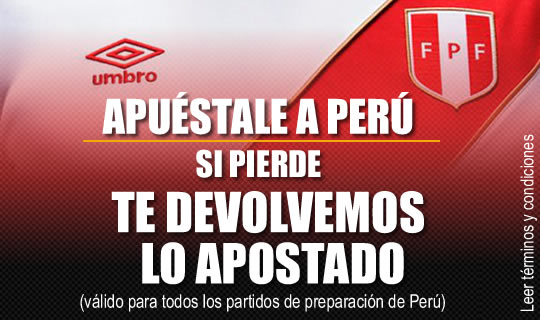 umbro
FPF
APUÉSTALE A PERÚ
SI PIERDE
TE DEVOLVEMOS
LO APOSTADO
(válido para todos los partidos de preparación de Perú)
Leer términos y condiciones